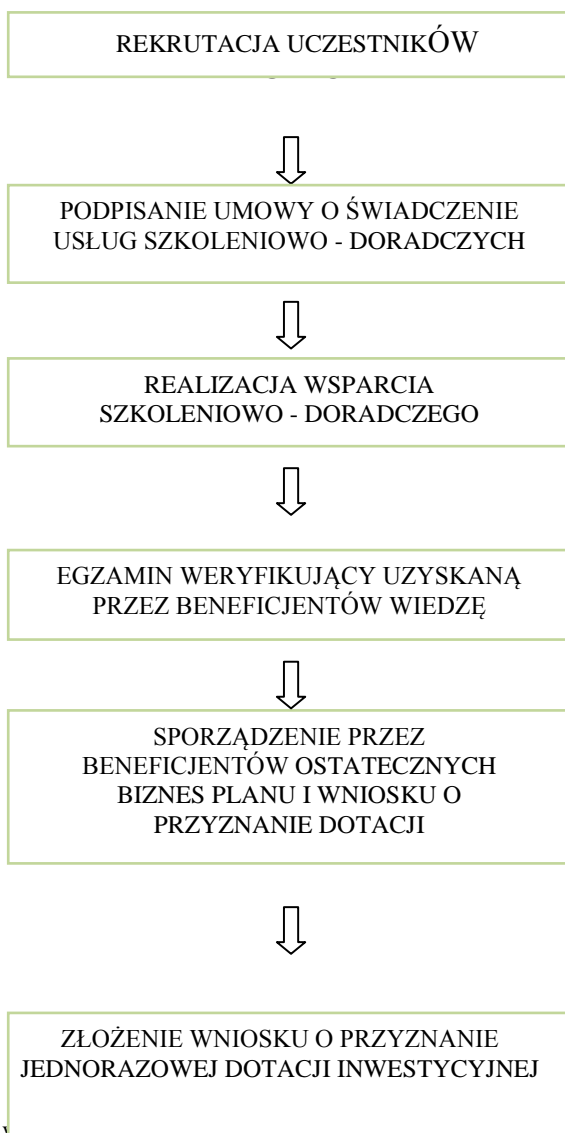 REKRUTACJA UCZESTNIKÓW
PODPISANIE UMOWY O ŚWIADCZENIE
USŁUG SZKOLENIOWO - DORADCZYCH
REALIZACJA WSPARCIA
SZKOLENIOWO - DORADCZEGO
EGZAMIN WERYFIKUJĄCY UZYSKANĄ
PRZEZ BENEFICJENTÓW WIEDZĘ
SPORZĄDZENIE PRZEZ
BENEFICJENTÓW OSTATECZNYCH
BIZNES PLANU I WNIOSKU O
PRZYZNANIE DOTACJI
ZŁOŻENIE WNIOSKU O PRZYZNANIE
JEDNORAZOWEJ DOTACJI INWESTYCYJNEJ